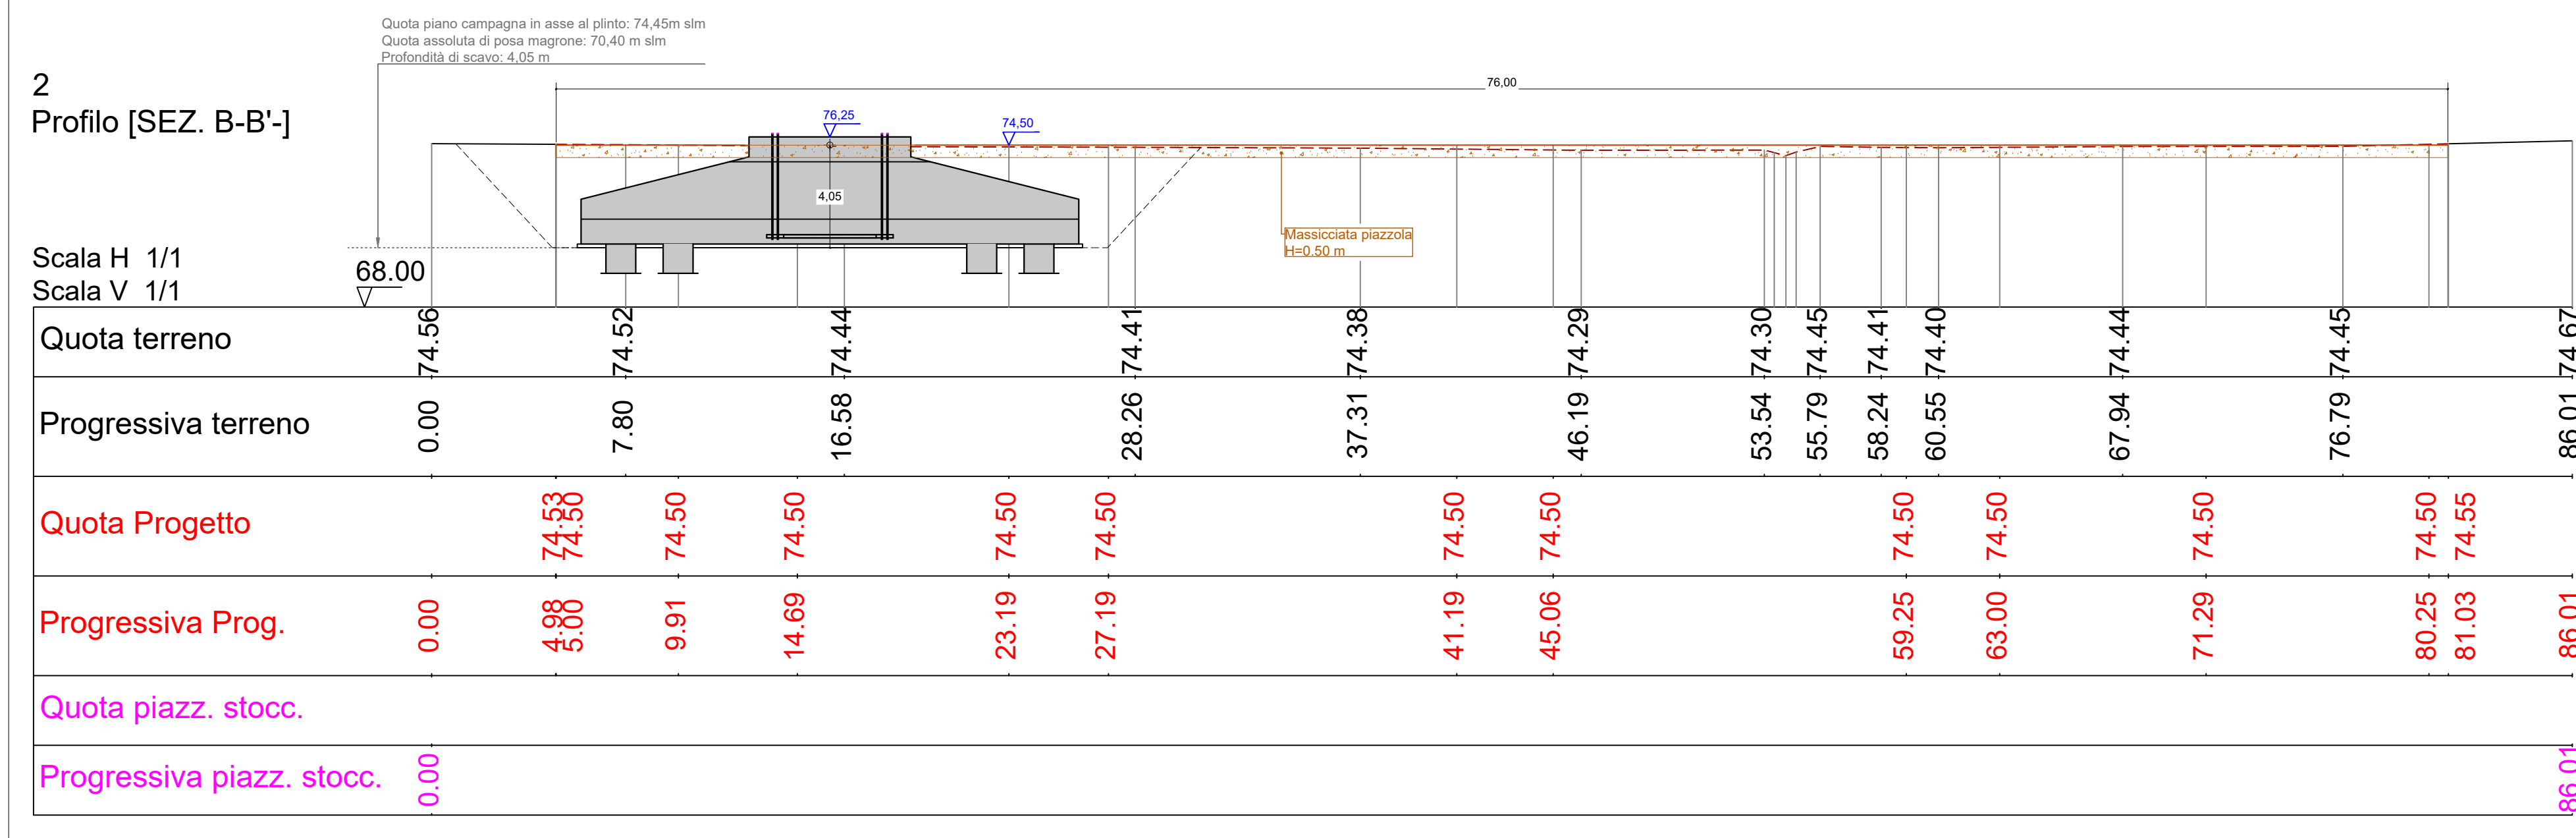 Quota piano campagna in asse al plinto: 74,45m slm
Quota assoluta di posa magrone: 70,40 m slm
Profondità di scavo: 4,05 m
2
Profilo [SEZ. B-B'-]
76,00
76,25
74,50
4,05
Massicciata piazzola
H=0.50 m
Scala H 1/1
Scala V 1/1
68.00
Quota terreno 74.56 74.52 74.44 74.41 74.38 74.29 74.30 74.45 74.41 74.40 74.44 74.45 74.67
Progressiva terreno 0.00 7.80 16.58 28.26 37.31 46.19 53.54 55.79 58.24 60.55 67.94 76.79 86.01
Quota Progetto 74.53 74.50 74.50 74.50 74.50 74.50 74.50 74.50 74.50 74.50 74.50 74.50 74.55
Progressiva Prog. 0.00 4.98 5.00 9.91 14.69 23.19 27.19 41.19 45.06 59.25 63.00 71.29 80.25 81.03 86.01
Quota piazz. stocc.
Progressiva piazz. stocc. 0.00 86.01